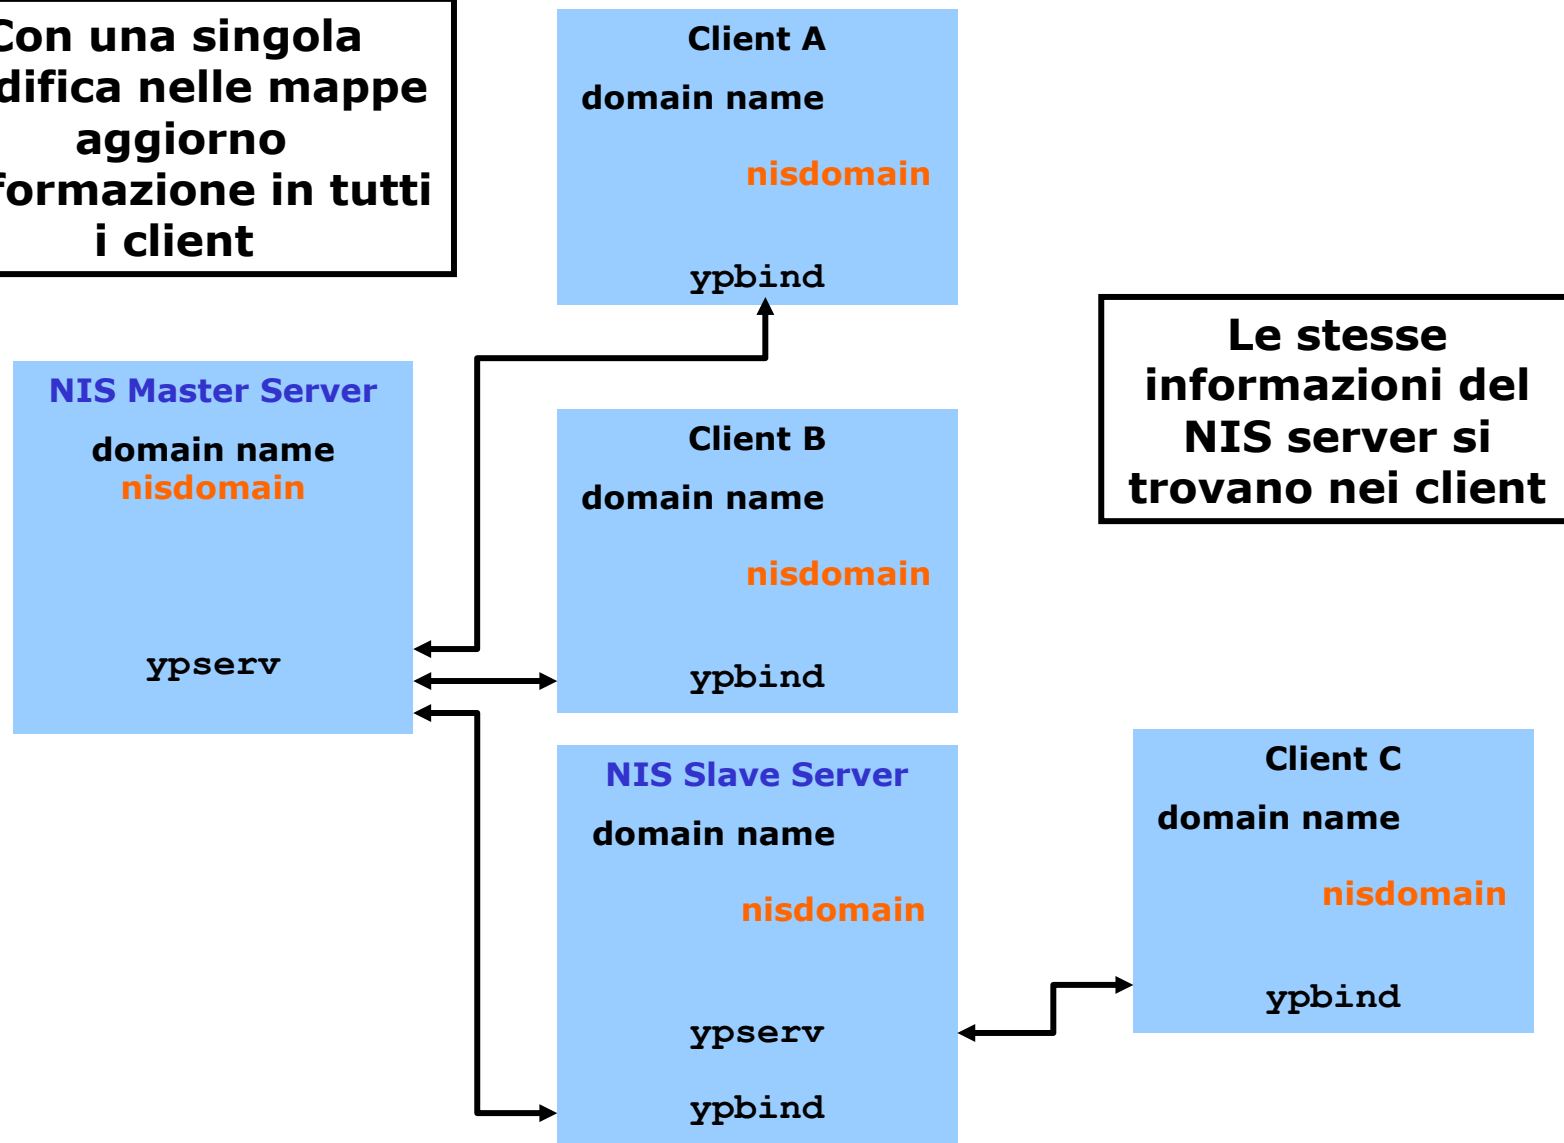 Con una singola
difica nelle mappe
aggiorno
formazione in tutti
i client
Client A
domain name
nisdomain
ypbind
Le stesse
informazioni del
NIS server si
trovano nei client
NIS Master Server
domain name
nisdomain
ypserv
Client B
domain name
nisdomain
ypbind
NIS Slave Server
domain name
nisdomain
ypserv
ypbind
Client C
domain name
nisdomain
ypbind